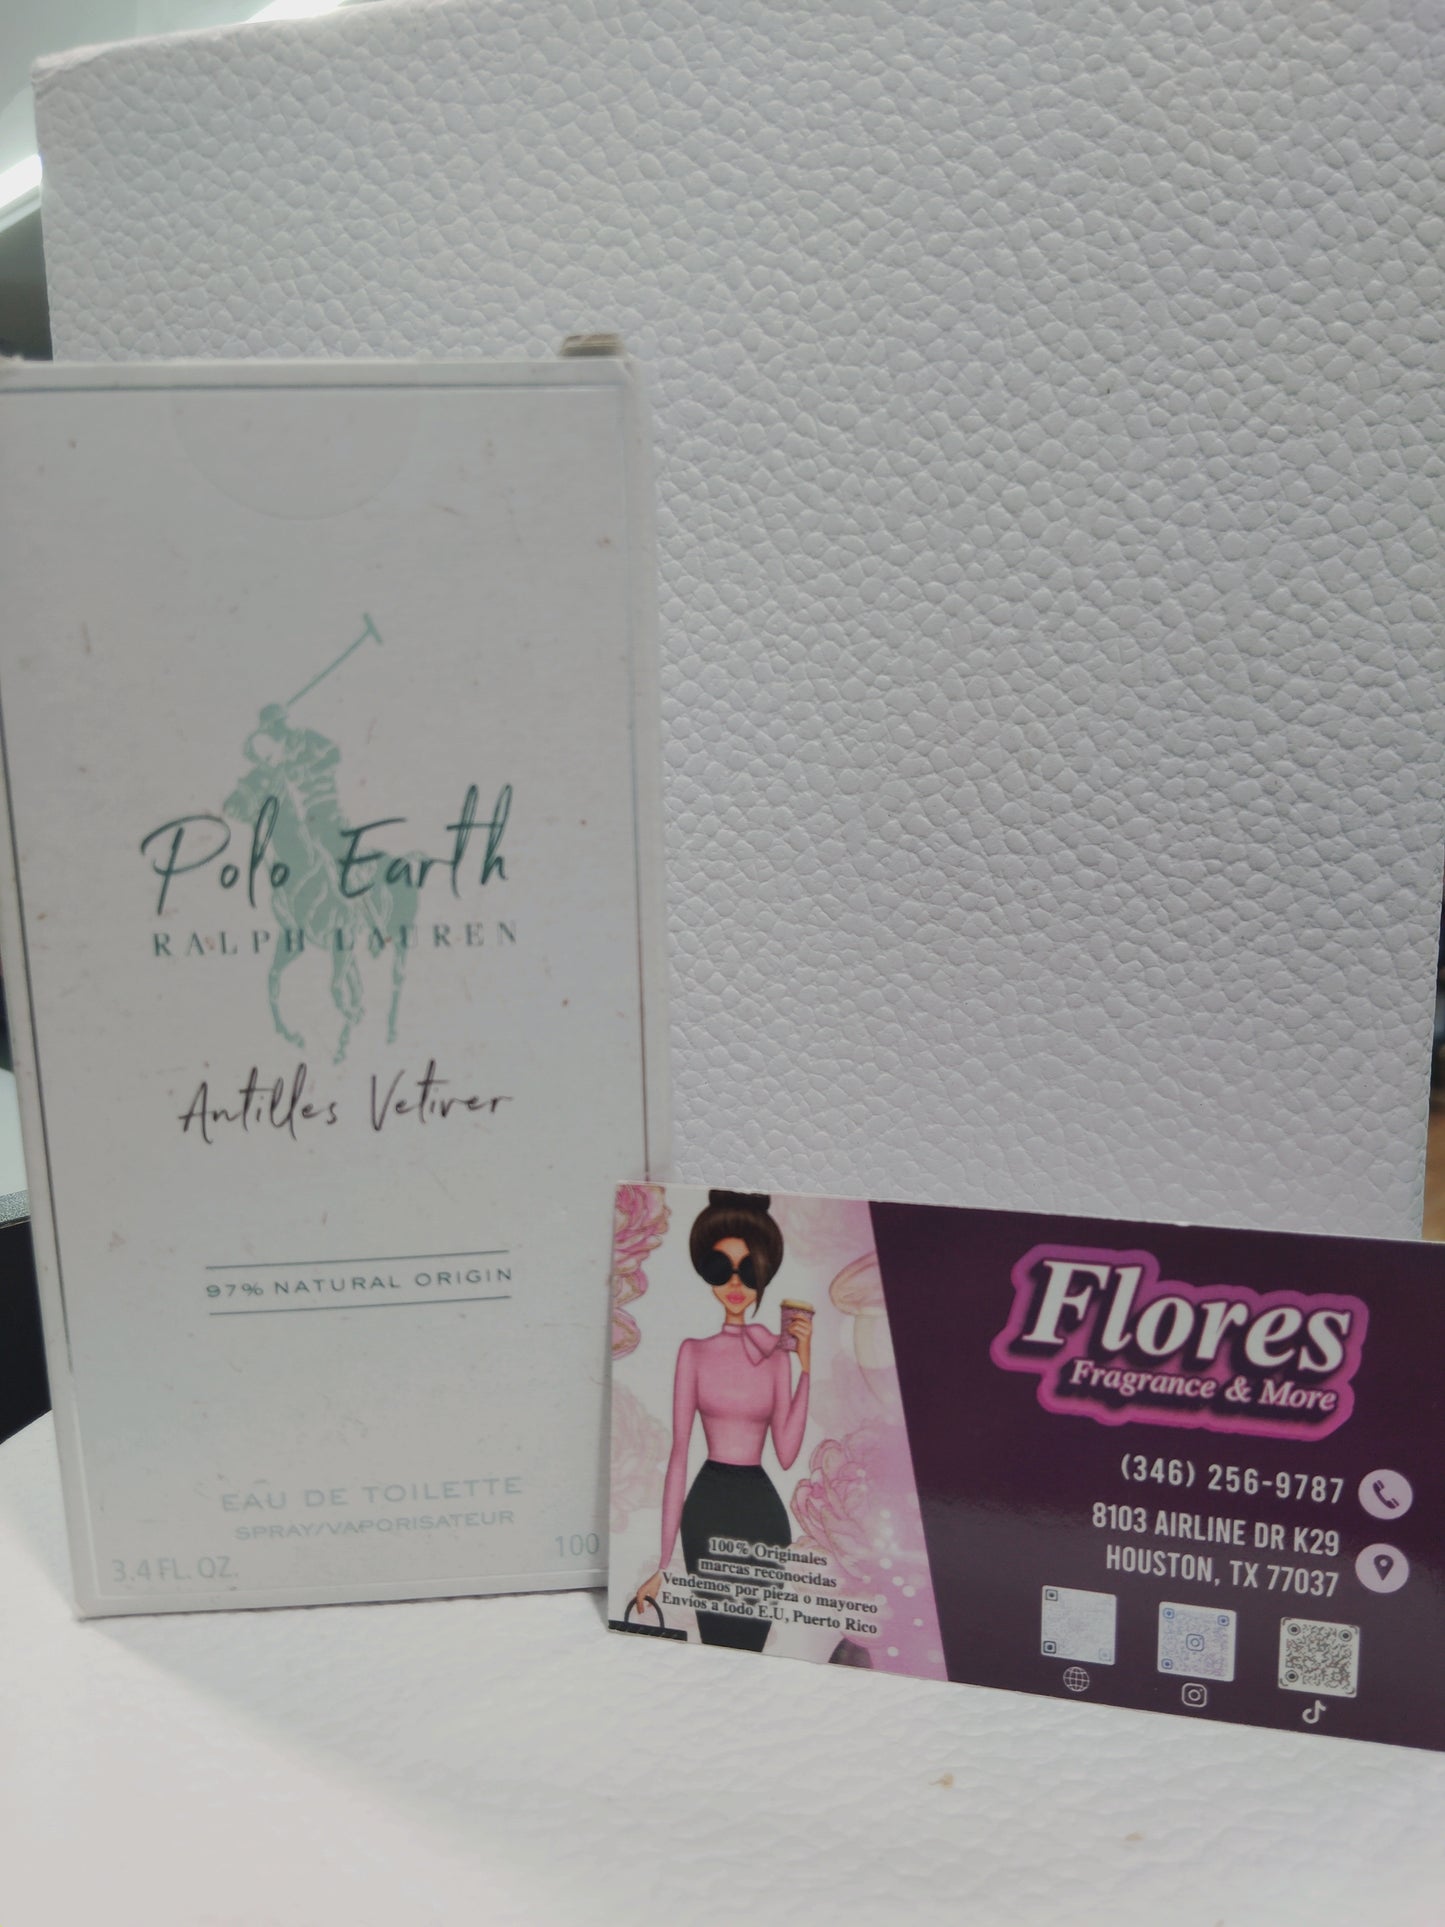 Polo Earth
RALPH LAUREN
Antilles Vetiver
97% NATURAL ORIGIN
EAU DE TOILETTE
SPRAY/VAPORISATEUR
3.4 FL. OZ.
100
Flores
Fragrance & More
(346) 256-9787
8103 AIRLINE DR K29
HOUSTON, TX 77037
100% Originales
marcas reconocidas
Vendemos por pieza o mayoreo
Envíos a todo E.U, Puerto Rico